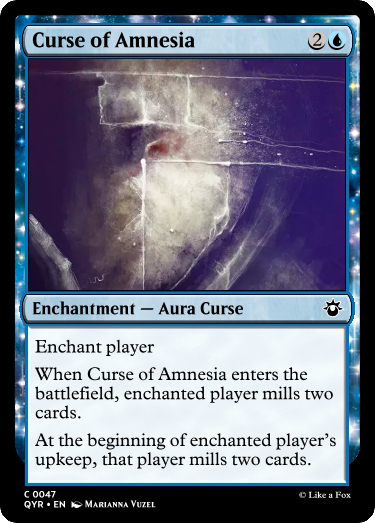 Curse of Amnesia 2
Enchantment — Aura Curse
Enchant player
When Curse of Amnesia enters the
battlefield, enchanted player mills two
cards.
At the beginning of enchanted player's
upkeep, that player mills two cards.
C 0047
QYR • EN Marianna Vuzel
© Like a Fox